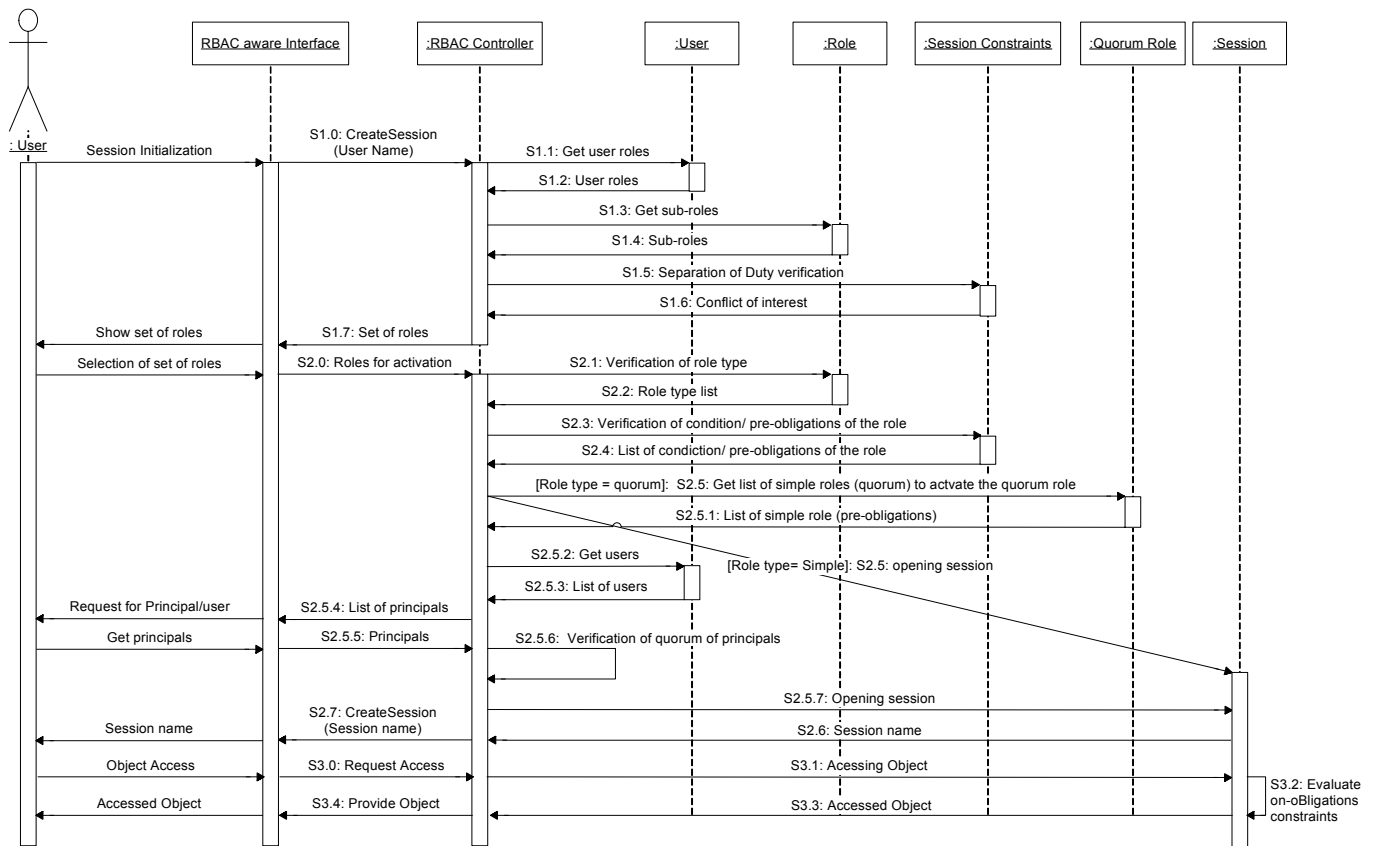 RBAC aware Interface
:RBAC Controller
:User
:Role
:Session Constraints
:Quorum Role
:Session
: User
Session Initialization
S1.0: CreateSession
(User Name)
S1.1: Get user roles
S1.2: User roles
S1.3: Get sub-roles
S1.4: Sub-roles
S1.5: Separation of Duty verification
S1.6: Conflict of interest
Show set of roles
S1.7: Set of roles
Selection of set of roles
S2.0: Roles for activation
S2.1: Verification of role type
S2.2: Role type list
S2.3: Verification of condition/ pre-obligations of the role
S2.4: List of condiction/ pre-obligations of the role
[Role type = quorum]: S2.5: Get list of simple roles (quorum) to actvate the quorum role
S2.5.1: List of simple role (pre-obligations)
S2.5.2: Get users
[Role type= Simple]: S2.5: opening session
S2.5.3: List of users
Request for Principal/user
S2.5.4: List of principals
Get principals
S2.5.5: Principals
S2.5.6: Verification of quorum of principals
S2.5.7: Opening session
Session name
S2.7: CreateSession
(Session name)
S2.6: Session name
Object Access
S3.0: Request Access
S3.1: Acessing Object
S3.2: Evaluate
on-oBligations
constraints
Accessed Object
S3.4: Provide Object
S3.3: Accessed Object